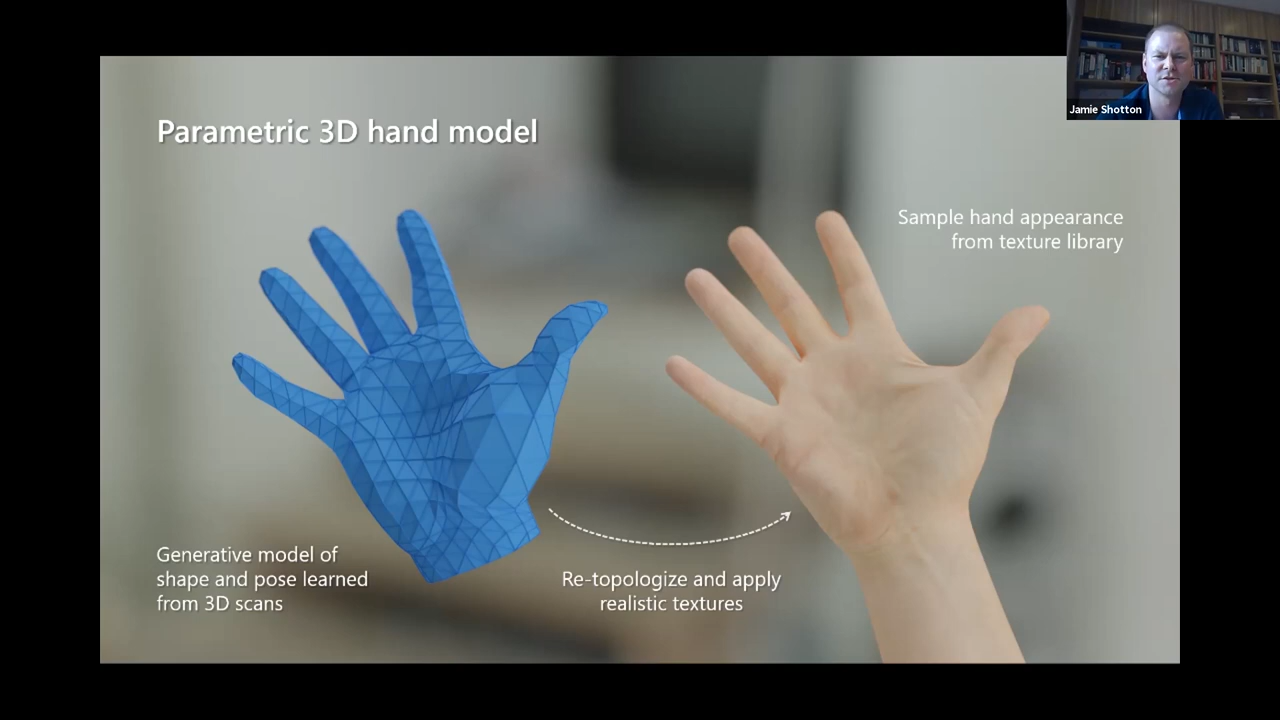 Jamie Shotton
Parametric 3D hand model
Sample hand appearance
from texture library
Generative model of
shape and pose learned
from 3D scans
Re-topologize and apply
realistic textures